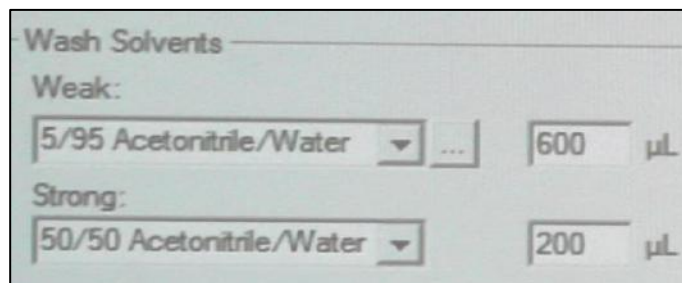 Wash Solvents
Weak:
5/95 Acetonitrile/Water ... 600 µL
Strong:
50/50 Acetonitrile/Water 200 µL